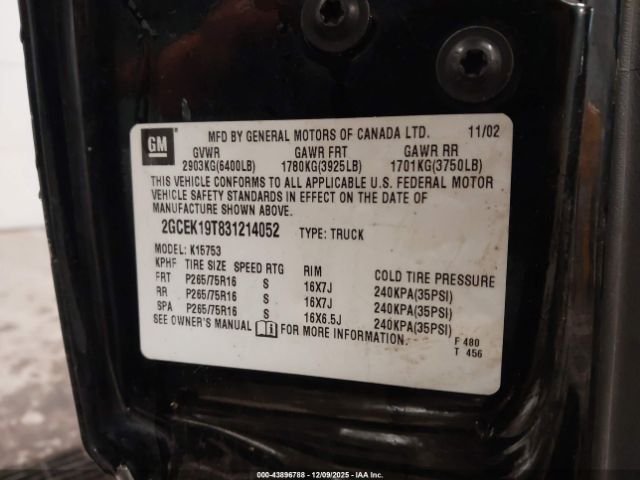 GM
MFD BY GENERAL MOTORS OF CANADA LTD. 11/02
GVWR GAWR FRT GAWR RR
2903KG(6400LB) 1780KG(3925LB) 1701KG(3750LB)
THIS VEHICLE CONFORMS TO ALL APPLICABLE U.S. FEDERAL MOTOR
VEHICLE SAFETY STANDARDS IN EFFECT ON THE DATE OF
MANUFACTURE SHOWN ABOVE.
2GCEK19T831214052 TYPE: TRUCK
MODEL: K15753
KPHF TIRE SIZE SPEED RTG RIM COLD TIRE PRESSURE
FRT P265/75R16 S 16X7J 240KPA(35PSI)
RR P265/75R16 S 16X7J 240KPA(35PSI)
SPA P265/75R16 S 16X6.5J 240KPA(35PSI)
SEE OWNER'S MANUAL FOR MORE INFORMATION.
F 480
T 456
000-43896788 - 12/09/2025 - IAA Inc.